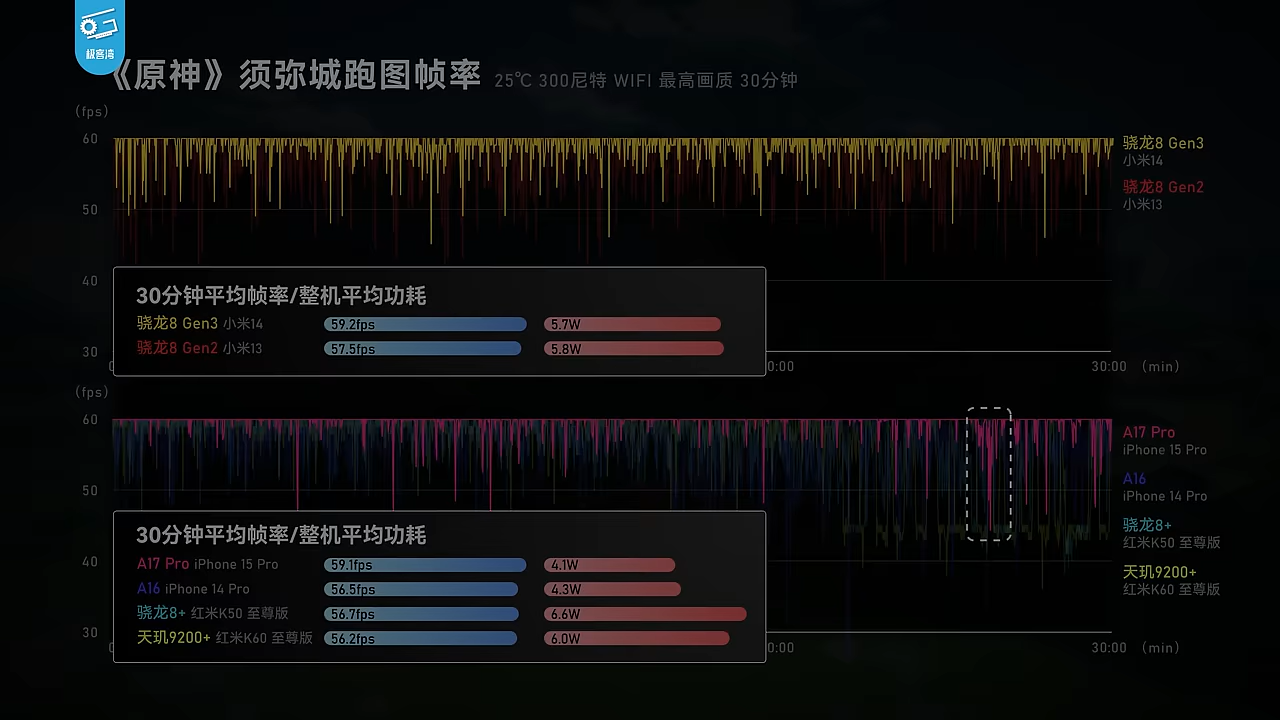 极客湾
《原神》须弥城跑图帧率 25℃ 300尼特 WIFI 最高画质 30分钟
(fps)
60
骁龙8 Gen3
小米14
骁龙8 Gen2
小米13
50
40
30分钟平均帧率/整机平均功耗
骁龙8 Gen3 小米14 59.2fps 5.7W
骁龙8 Gen2 小米13 57.5fps 5.8W
30
0:00 30:00 (min)
(fps)
60
A17 Pro
iPhone 15 Pro
A16
iPhone 14 Pro
骁龙8+
红米K50 至尊版
天玑9200+
红米K60 至尊版
50
40
30分钟平均帧率/整机平均功耗
A17 Pro iPhone 15 Pro 59.1fps 4.1W
A16 iPhone 14 Pro 56.5fps 4.3W
骁龙8+ 红米K50 至尊版 56.7fps 6.6W
天玑9200+ 红米K60 至尊版 56.2fps 6.0W
30
0:00 30:00 (min)